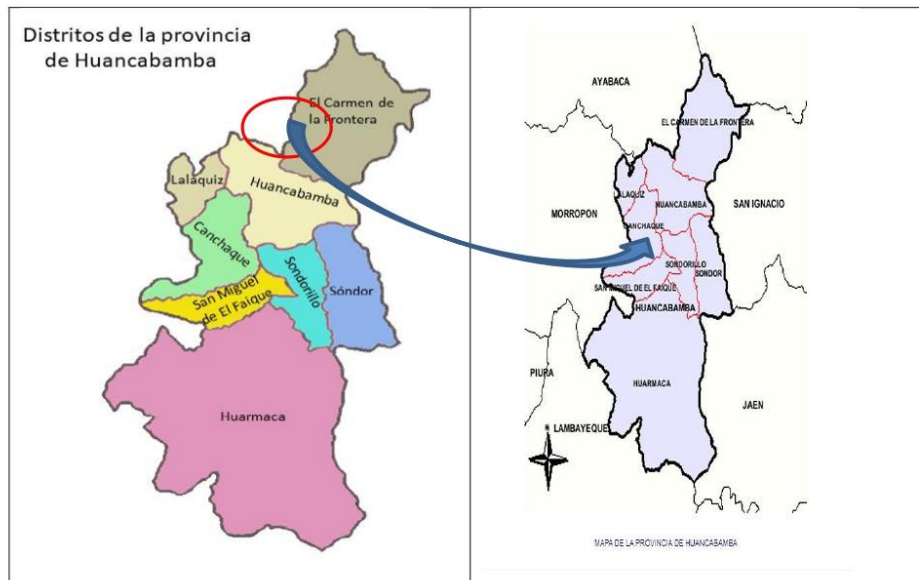 Distritos de la provincia
de Huancabamba
El Carmen de
la Frontera
Lalaquiz
Huancabamba
Canchaque
Sondorillo
Sóndor
San Miguel
de El Faique
Huarmaca
AYABACA
EL CARMEN DE LA FRONTERA
LALAQUIZ
HUANCABAMBA
SAN IGNACIO
MORROPON
CANCHAQUE
SONDORILLO
SONDOR
SAN MIGUEL DE EL FAIQUE
HUANCABAMBA
PIURA
HUARMACA
JAEN
LAMBAYEQUE
MAPA DE LA PROVINCIA DE HUANCABAMBA